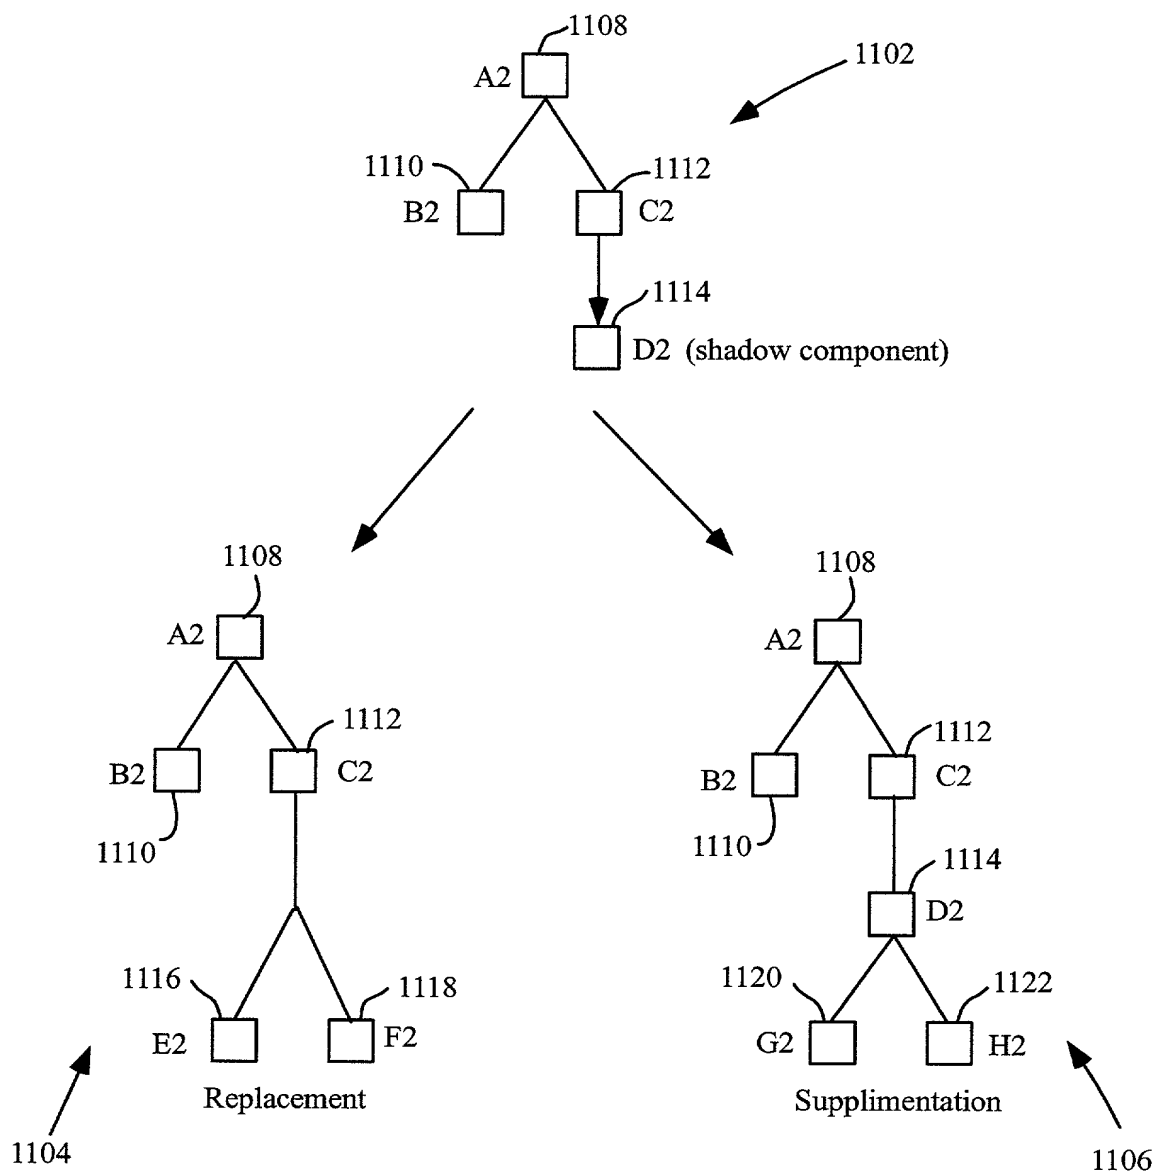 1108
A2
1102
1110
1112
B2
C2
1114
D2 (shadow component)
1108
1108
A2
A2
1112
1112
B2
C2
B2
C2
1110
1110
1114
D2
1116
1118
1120
1122
E2
F2
G2
H2
Replacement
Supplimentation
1104
1106